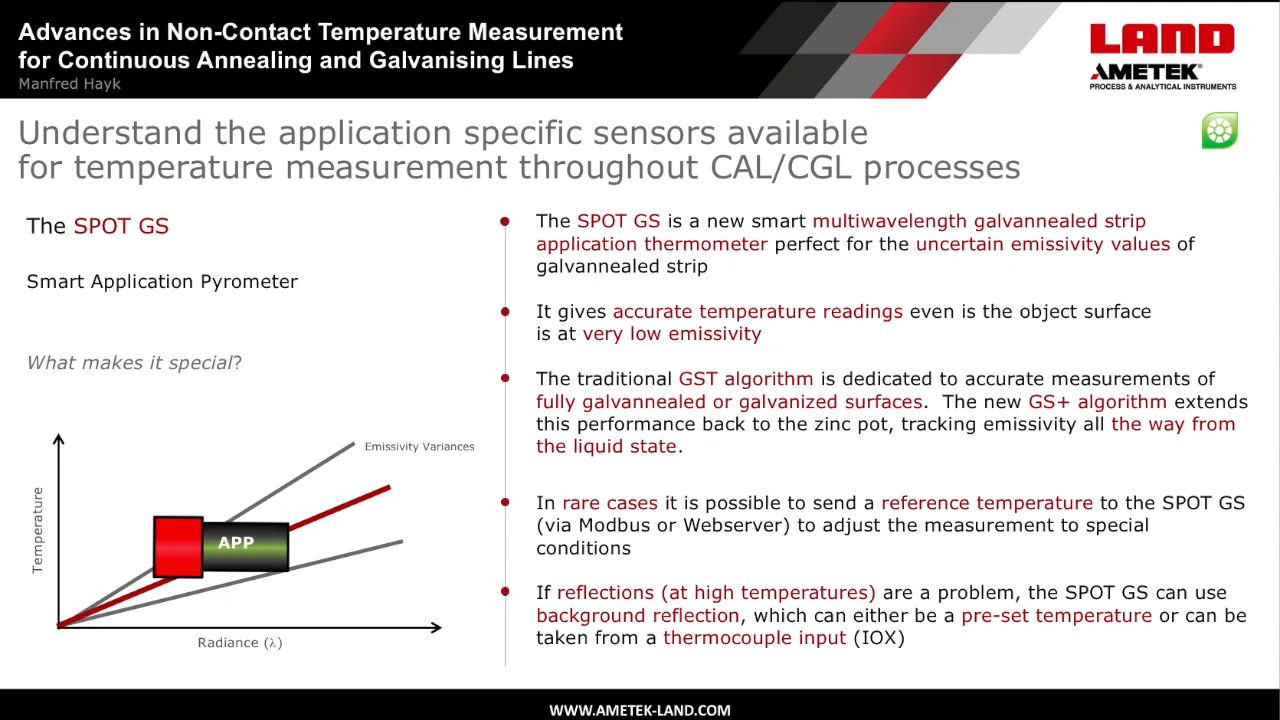 Advances in Non-Contact Temperature Measurement
for Continuous Annealing and Galvanising Lines
Manfred Hayk
LAND
AMETEK®
PROCESS & ANALYTICAL INSTRUMENTS
Understand the application specific sensors available
for temperature measurement throughout CAL/CGL processes
The SPOT GS
Smart Application Pyrometer
What makes it special?
Emissivity Variances
Temperature
APP
Radiance (λ)
The SPOT GS is a new smart multiwavelength galvannealed strip
application thermometer perfect for the uncertain emissivity values of
galvannealed strip
It gives accurate temperature readings even is the object surface
is at very low emissivity
The traditional GST algorithm is dedicated to accurate measurements of
fully galvannealed or galvanized surfaces.  The new GS+ algorithm extends
this performance back to the zinc pot, tracking emissivity all the way from
the liquid state.
In rare cases it is possible to send a reference temperature to the SPOT GS
(via Modbus or Webserver) to adjust the measurement to special
conditions
If reflections (at high temperatures) are a problem, the SPOT GS can use
background reflection, which can either be a pre-set temperature or can be
taken from a thermocouple input (IOX)
WWW.AMETEK-LAND.COM